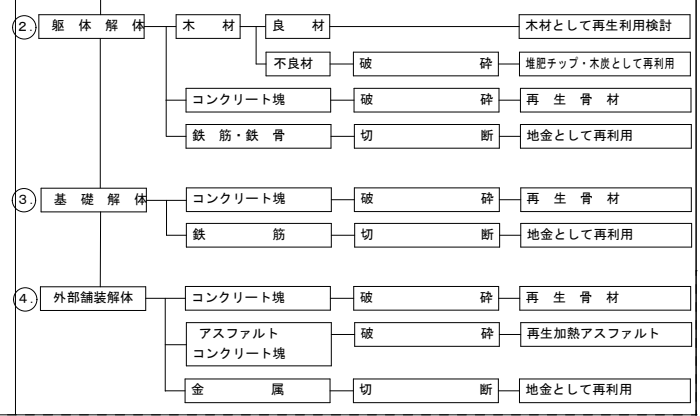 2. 躯体解体 木材 良材 木材として再生利用検討
不良材 破砕 堆肥チップ・木炭として再利用
コンクリート塊 破砕 再生骨材
鉄筋・鉄骨 切断 地金として再利用
3. 基礎解体 コンクリート塊 破砕 再生骨材
鉄筋 切断 地金として再利用
4. 外部舗装解体 コンクリート塊 破砕 再生骨材
アスファルト
コンクリート塊 破砕 再生加熱アスファルト
金属 切断 地金として再利用